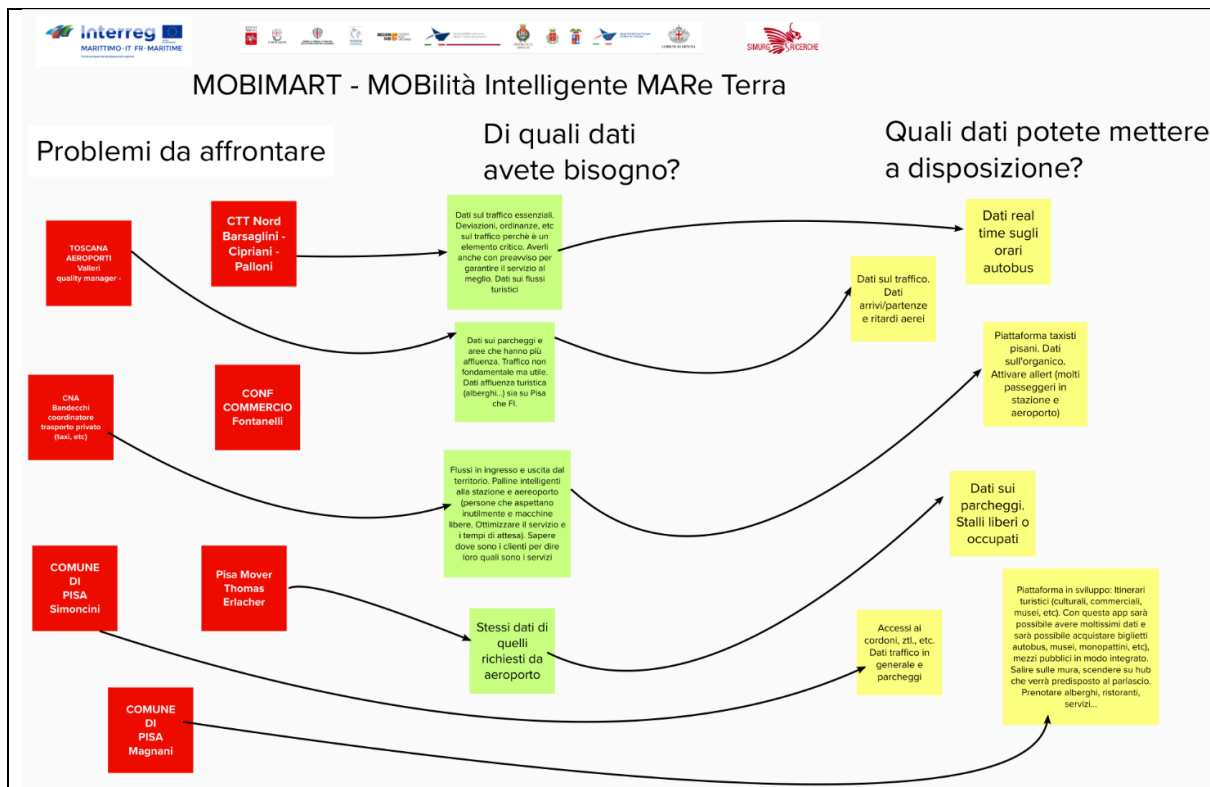 Interreg
MARITTIMO-IT FR-MARITIME
SIMURG
RICERCHE
MOBIMART - MOBilità Intelligente MARe Terra
Problemi da affrontare
Di quali dati
avete bisogno?
Quali dati potete mettere
a disposizione?
TOSCANA
AEROPORTI
Valleri
quality manager -
CTT Nord
Barsaglini -
Cipriani -
Palloni
Dati sul traffico essenziali.
Deviazioni, ordinanze, etc
sul traffico perchè è un
elemento critico. Averli
anche con preavviso per
garantire il servizio al
meglio. Dati sui flussi
turistici
Dati real
time sugli
orari
autobus
Dati sul traffico.
Dati
arrivi/partenze
e ritardi aerei
Dati sui parcheggi e
aree che hanno più
affluenza. Traffico non
fondamentale ma utile.
Dati affluenza turistica
(alberghi...) sia su Pisa
che FI.
Piattaforma taxisti
pisani. Dati
sull'organico.
Attivare allert (molti
passeggeri in
stazione e
aeroporto)
CNA
Bandecchi
coordinatore
trasporto privato
(taxi, etc)
CONF
COMMERCIO
Fontanelli
Flussi in ingresso e uscita dal
territorio. Palline intelligenti
alla stazione e aereoporto
(persone che aspettano
inutilmente e macchine
libere. Ottimizzare il servizio e
i tempi di attesa). Sapere
dove sono i clienti per dire
loro quali sono i servizi
Dati sui
parcheggi.
Stalli liberi o
occupati
COMUNE
DI
PISA
Simoncini
Pisa Mover
Thomas
Erlacher
Stessi dati di
quelli
richiesti da
aeroporto
Accessi ai
cordoni, ztl., etc.
Dati traffico in
generale e
parcheggi
Piattaforma in sviluppo: Itinerari
turistici (culturali, commerciali,
musei, etc). Con questa app sarà
possibile avere moltissimi dati e
sarà possibile acquistare biglietti
autobus, musei, monopattini, etc),
mezzi pubblici in modo integrato.
Salire sulle mura, scendere su hub
che verrà predisposto al parlascio.
Prenotare alberghi, ristoranti,
servizi...
COMUNE
DI
PISA
Magnani